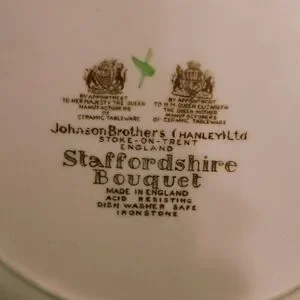 BY APPOINTMENT
TO HER MAJESTY THE QUEEN
MANUFACTURERS
OF CERAMIC TABLEWARE
BY APPOINTMENT
TO H.M. QUEEN ELIZABETH
THE QUEEN MOTHER
MANUFACTURERS
OF CERAMIC TABLEWARE
Johnson Brothers (HANLEY) Ltd
STOKE-ON-TRENT
ENGLAND
Staffordshire
Bouquet
MADE IN ENGLAND
ACID RESISTING
DISH WASHER SAFE
IRONSTONE